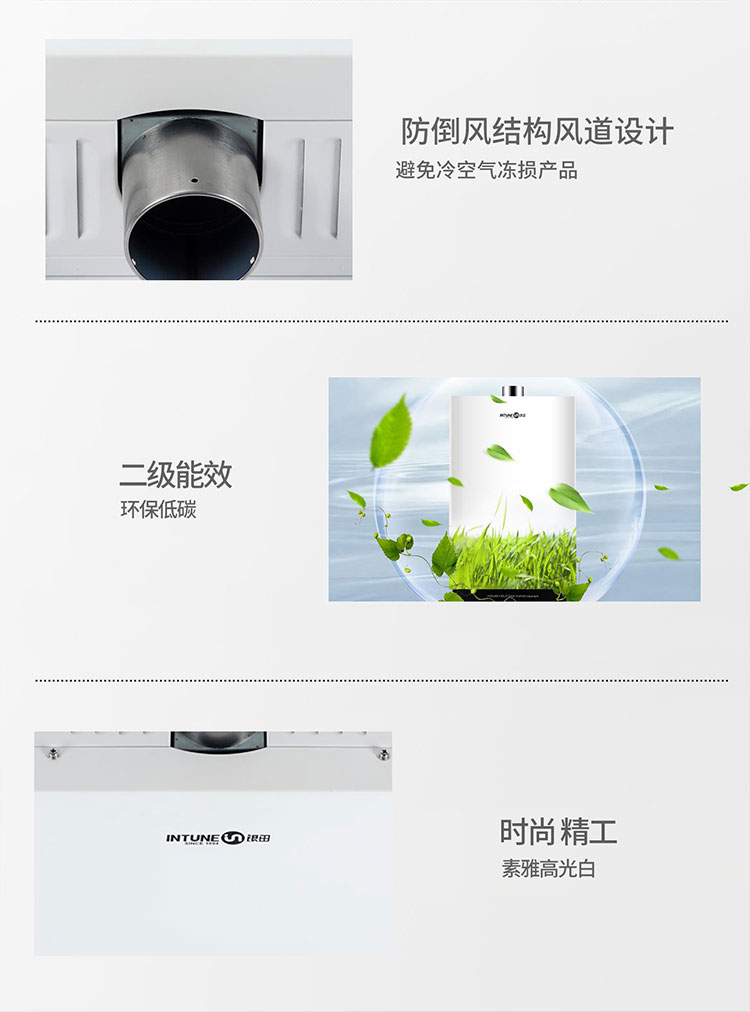 防倒风结构风道设计
避免冷空气冻损产品
INTUNE 银田
二级能效
环保低碳
INTUNE 银田
SINCE 1994
时尚 精工
素雅高光白